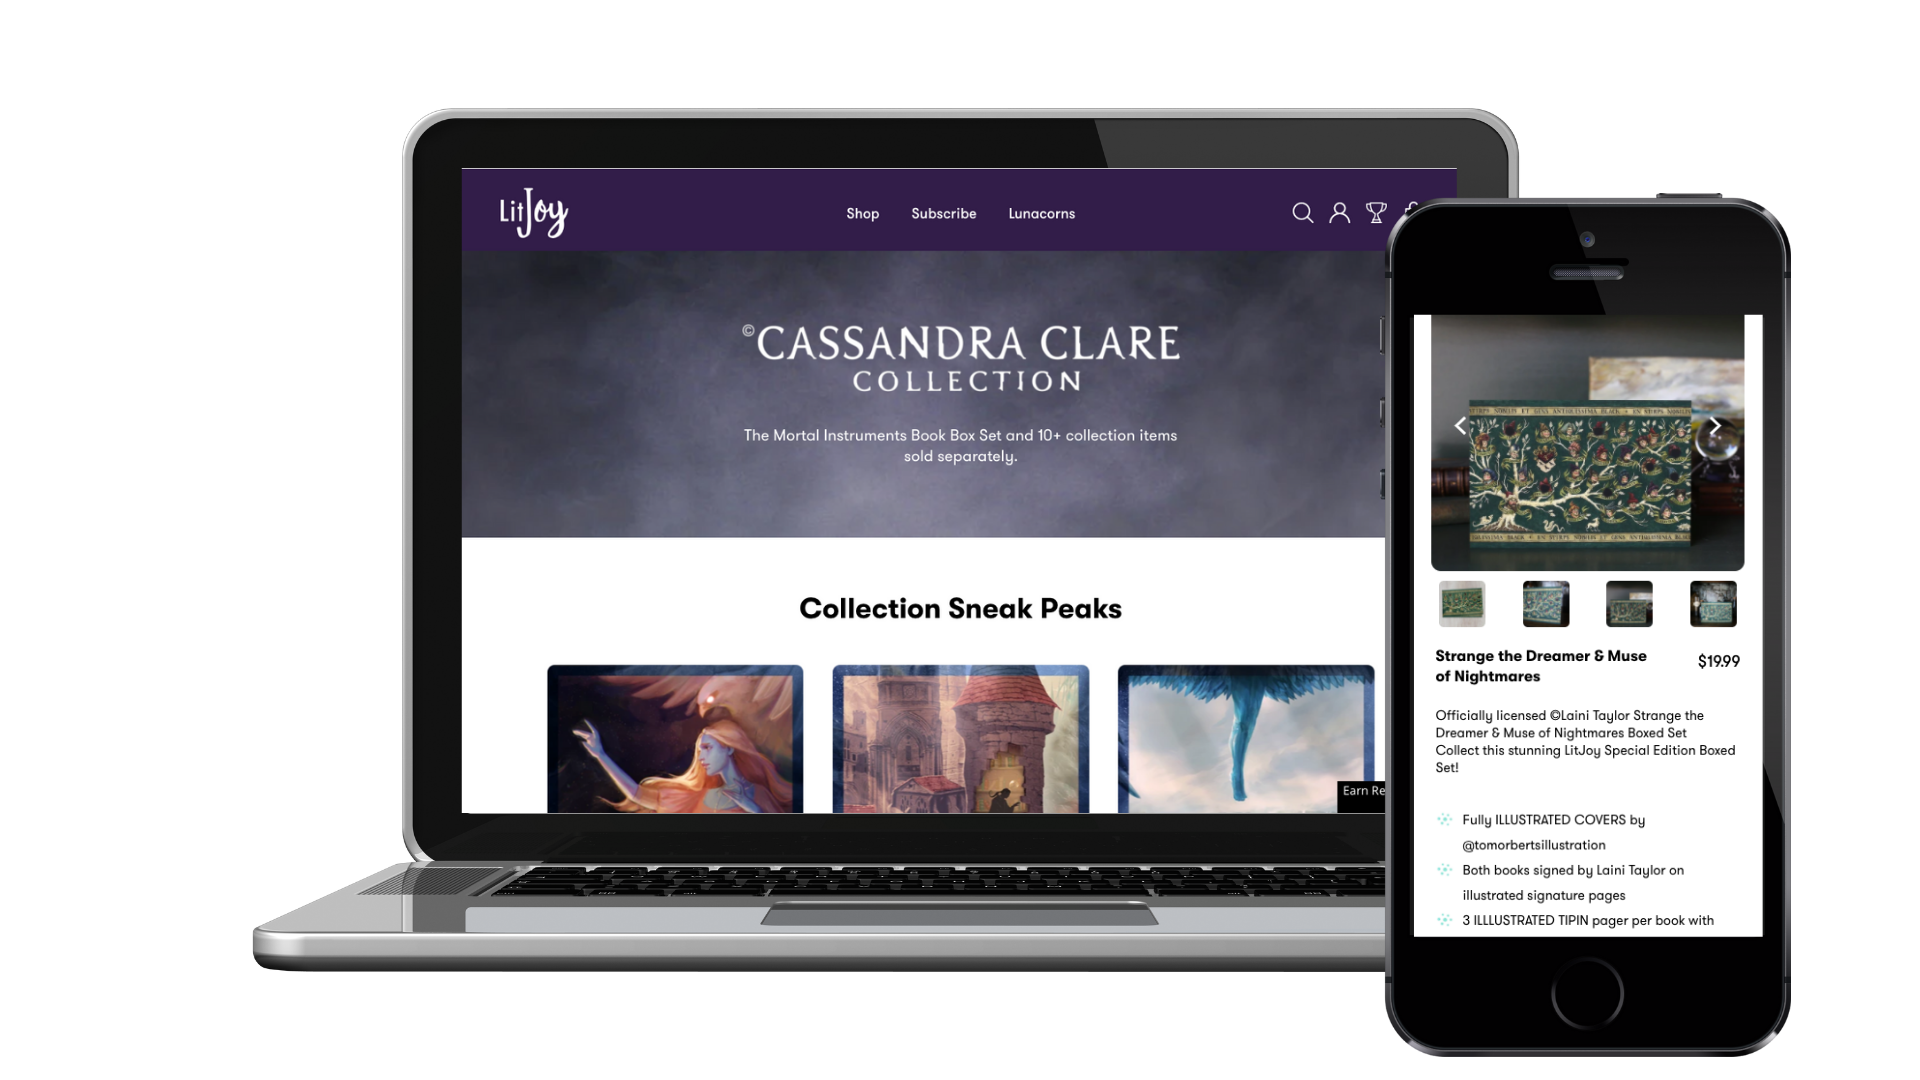 LitJoy
Shop
Subscribe
Lunacorns
©CASSANDRA CLARE
COLLECTION
The Mortal Instruments Book Box Set and 10+ collection items
sold separately.
Collection Sneak Peaks
Earn Re
Strange the Dreamer & Muse
of Nightmares
$19.99
Officially licensed ©Laini Taylor Strange the
Dreamer & Muse of Nightmares Boxed Set
Collect this stunning LitJoy Special Edition Boxed
Set!
Fully ILLUSTRATED COVERS by
@tomorbertsillustration
Both books signed by Laini Taylor on
illustrated signature pages
3 ILLLUSTRATED TIPIN pager per book with